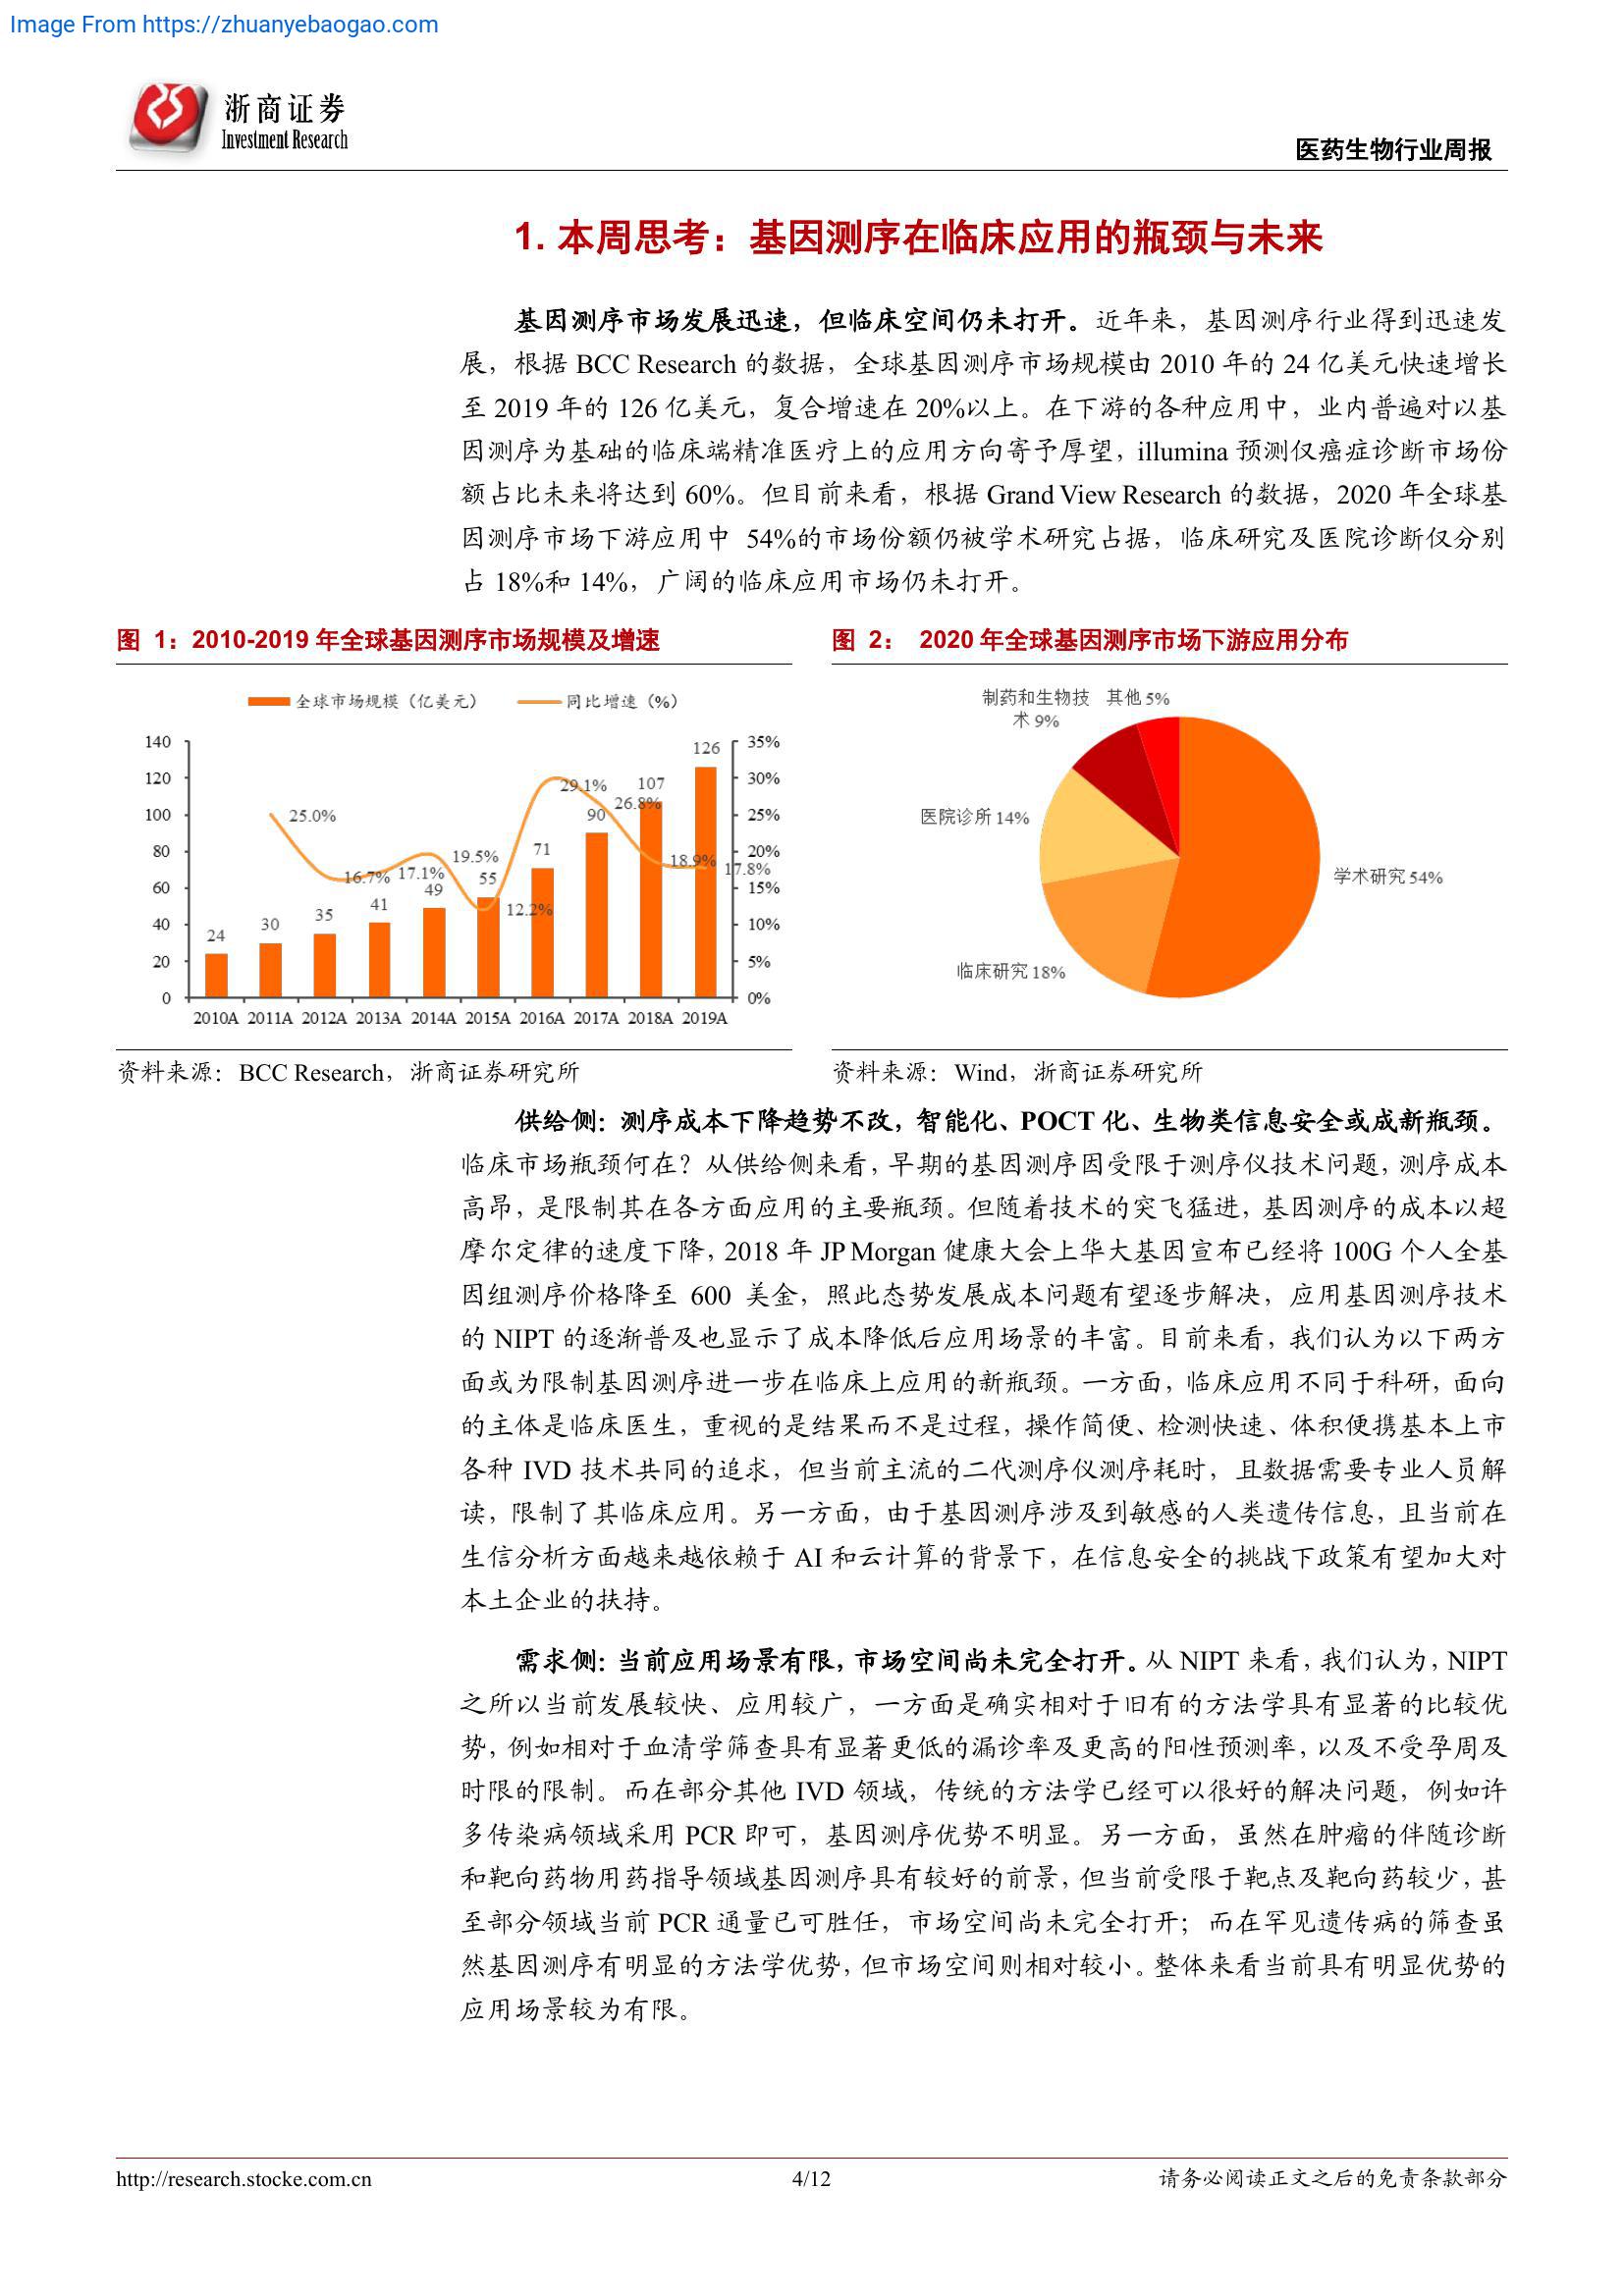 Image From https://zhuanyebaogao.com
浙商证券
Investment Research
医药生物行业周报
1. 本周思考：基因测序在临床应用的瓶颈与未来
基因测序市场发展迅速，但临床空间仍未打开。近年来，基因测序行业得到迅速发
展，根据 BCC Research 的数据，全球基因测序市场规模由 2010 年的 24 亿美元快速增长
至 2019 年的 126 亿美元，复合增速在 20%以上。在下游的各种应用中，业内普遍对以基
因测序为基础的临床端精准医疗上的应用方向寄予厚望，illumina 预测仅癌症诊断市场份
额占比未来将达到 60%。但目前来看，根据 Grand View Research 的数据，2020 年全球基
因测序市场下游应用中 54%的市场份额仍被学术研究占据，临床研究及医院诊断仅分别
占 18%和 14%，广阔的临床应用市场仍未打开。
图 1：2010-2019 年全球基因测序市场规模及增速
全球市场规模（亿美元） 同比增速（%）
140 120 100 80 60 40 20 0
35% 30% 25% 20% 15% 10% 5% 0%
24 30 35 41 49 55 71 90 107 126
25.0% 16.7% 17.1% 19.5% 12.2% 29.1% 26.8% 18.9% 17.8%
2010A 2011A 2012A 2013A 2014A 2015A 2016A 2017A 2018A 2019A
资料来源：BCC Research，浙商证券研究所
图 2： 2020 年全球基因测序市场下游应用分布
制药和生物技
术 9%
其他 5%
医院诊所 14%
学术研究 54%
临床研究 18%
资料来源：Wind，浙商证券研究所
供给侧：测序成本下降趋势不改，智能化、POCT 化、生物类信息安全或成新瓶颈。
临床市场瓶颈何在？从供给侧来看，早期的基因测序因受限于测序仪技术问题，测序成本
高昂，是限制其在各方面应用的主要瓶颈。但随着技术的突飞猛进，基因测序的成本以超
摩尔定律的速度下降，2018 年 JP Morgan 健康大会上华大基因宣布已经将 100G 个人全基
因组测序价格降至 600 美金，照此态势发展成本问题有望逐步解决，应用基因测序技术
的 NIPT 的逐渐普及也显示了成本降低后应用场景的丰富。目前来看，我们认为以下两方
面或为限制基因测序进一步在临床上应用的新瓶颈。一方面，临床应用不同于科研，面向
的主体是临床医生，重视的是结果而不是过程，操作简便、检测快速、体积便携基本上市
各种 IVD 技术共同的追求，但当前主流的二代测序仪测序耗时，且数据需要专业人员解
读，限制了其临床应用。另一方面，由于基因测序涉及到敏感的人类遗传信息，且当前在
生信分析方面越来越依赖于 AI 和云计算的背景下，在信息安全的挑战下政策有望加大对
本土企业的扶持。
需求侧：当前应用场景有限，市场空间尚未完全打开。从 NIPT 来看，我们认为，NIPT
之所以当前发展较快、应用较广，一方面是确实相对于旧有的方法学具有显著的比较优
势，例如相对于血清学筛查具有显著更低的漏诊率及更高的阳性预测率，以及不受孕周及
时限的限制。而在部分其他 IVD 领域，传统的方法学已经可以很好的解决问题，例如许
多传染病领域采用 PCR 即可，基因测序优势不明显。另一方面，虽然在肿瘤的伴随诊断
和靶向药物用药指导领域基因测序具有较好的前景，但当前受限于靶点及靶向药较少，甚
至部分领域当前 PCR 通量已可胜任，市场空间尚未完全打开；而在罕见遗传病的筛查虽
然基因测序有明显的方法学优势，但市场空间则相对较小。整体来看当前具有明显优势的
应用场景较为有限。
http://research.stocke.com.cn
4/12
请务必阅读正文之后的免责条款部分